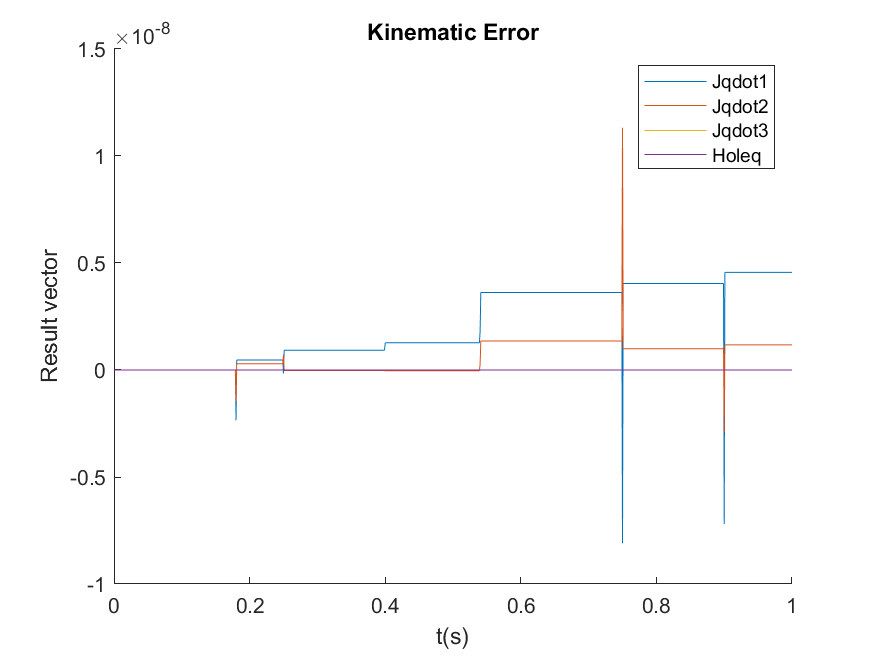 Kinematic Error
×10-8
1.5
1
0.5
0
-0.5
-1
Result vector
0
0.2
0.4
0.6
0.8
1
t(s)
Jqdot1
Jqdot2
Jqdot3
Holeq